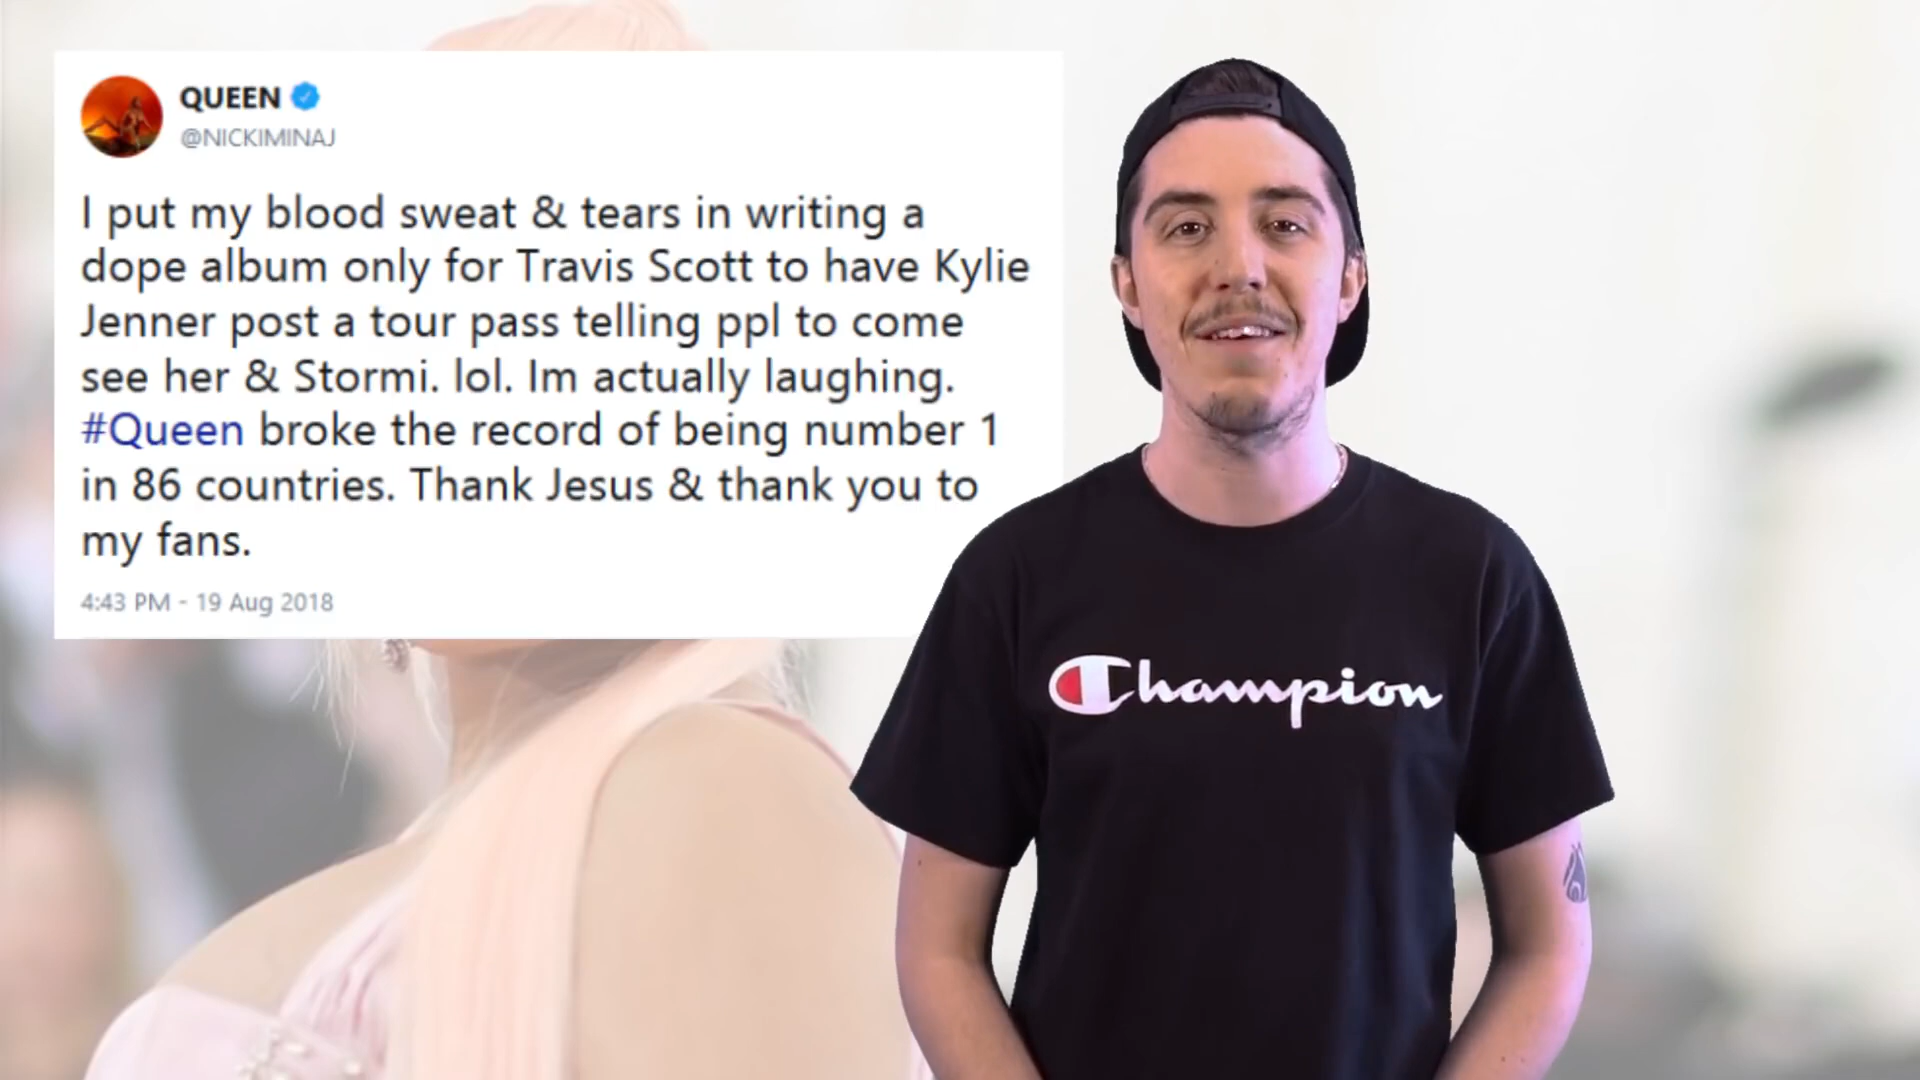 QUEEN
@NICKIMINAJ
I put my blood sweat & tears in writing a
dope album only for Travis Scott to have Kylie
Jenner post a tour pass telling ppl to come
see her & Stormi. lol. Im actually laughing.
#Queen broke the record of being number 1
in 86 countries. Thank Jesus & thank you to
my fans.
4:43 PM - 19 Aug 2018
Champion